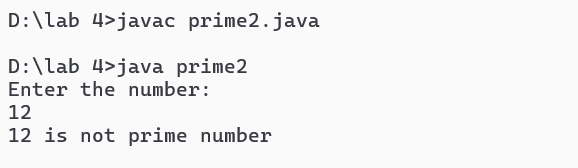 D:\lab 4>javac prime2.java
D:\lab 4>java prime2
Enter the number:
12
12 is not prime number